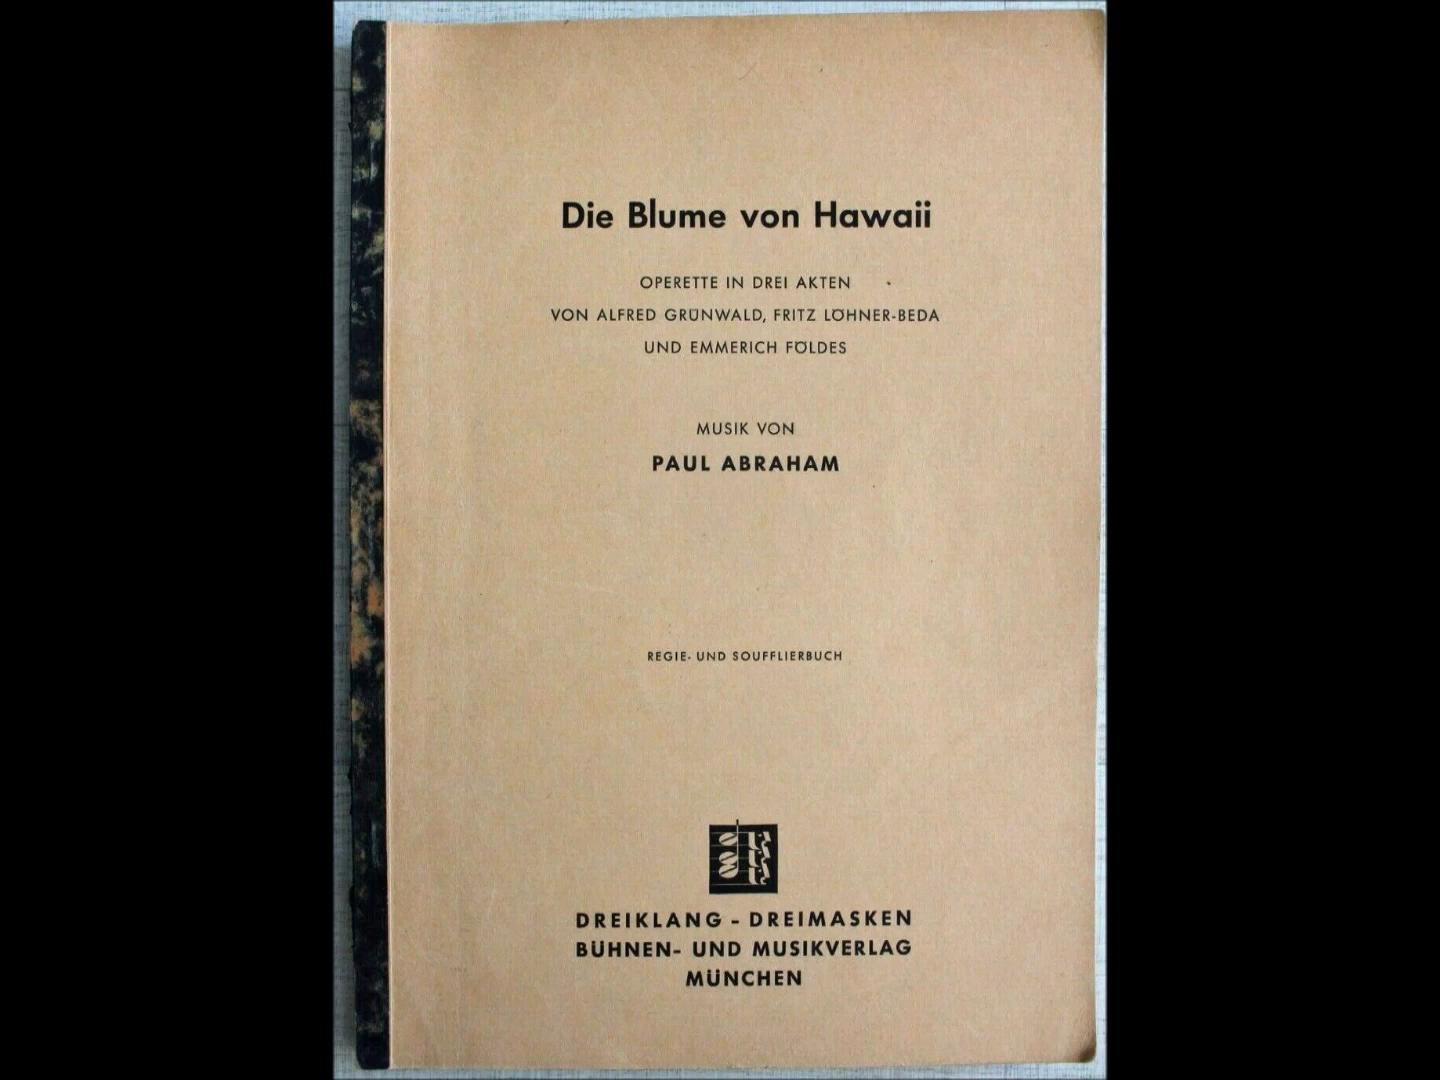 Die Blume von Hawaii
OPERETTE IN DREI AKTEN
VON ALFRED GRÜNWALD, FRITZ LÖHNER-BEDA
UND EMMERICH FÖLDES
MUSIK VON
PAUL ABRAHAM
REGIE- UND SOUFFLIERBUCH
DREIKLANG - DREIMASKEN
BÜHNEN- UND MUSIKVERLAG
MÜNCHEN